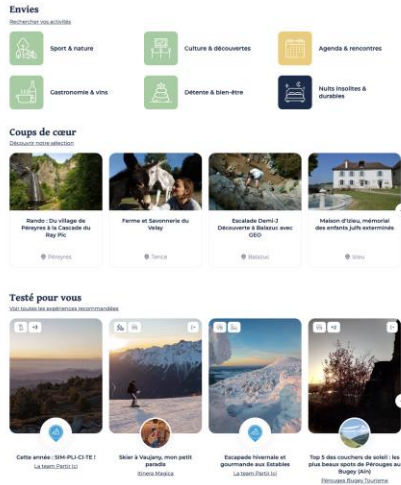 Envies
Rechercher vos activités
Sport & nature
Culture & découvertes
Agenda & rencontres
Gastronomie & vins
Détente & bien-être
Nuits insolites &
durables
Coups de cœur
Découvrir notre sélection
Rando : Du village de
Péreyres à la Cascade du
Ray Pic
Ferme et Savonnerie du
Velay
Escalade Demi-J
Découverte à Balazuc avec
GEO
Maison d'Izieu, mémorial
des enfants juifs exterminés
Péreyres
Tence
Balazuc
Izieu
Testé pour vous
Voir toutes les expériences recommandées
Cette année : SIM-PLI-CI-TE !
La team Partir Ici
Skier à Vaujany, mon petit
paradis
Itinera Magica
Escapade hivernale et
gourmande aux Estables
La team Partir Ici
Top 5 des couchers de soleil : les
plus beaux spots de Pérouges au
Bugey (Ain)
Pérouges Bugey Tourisme